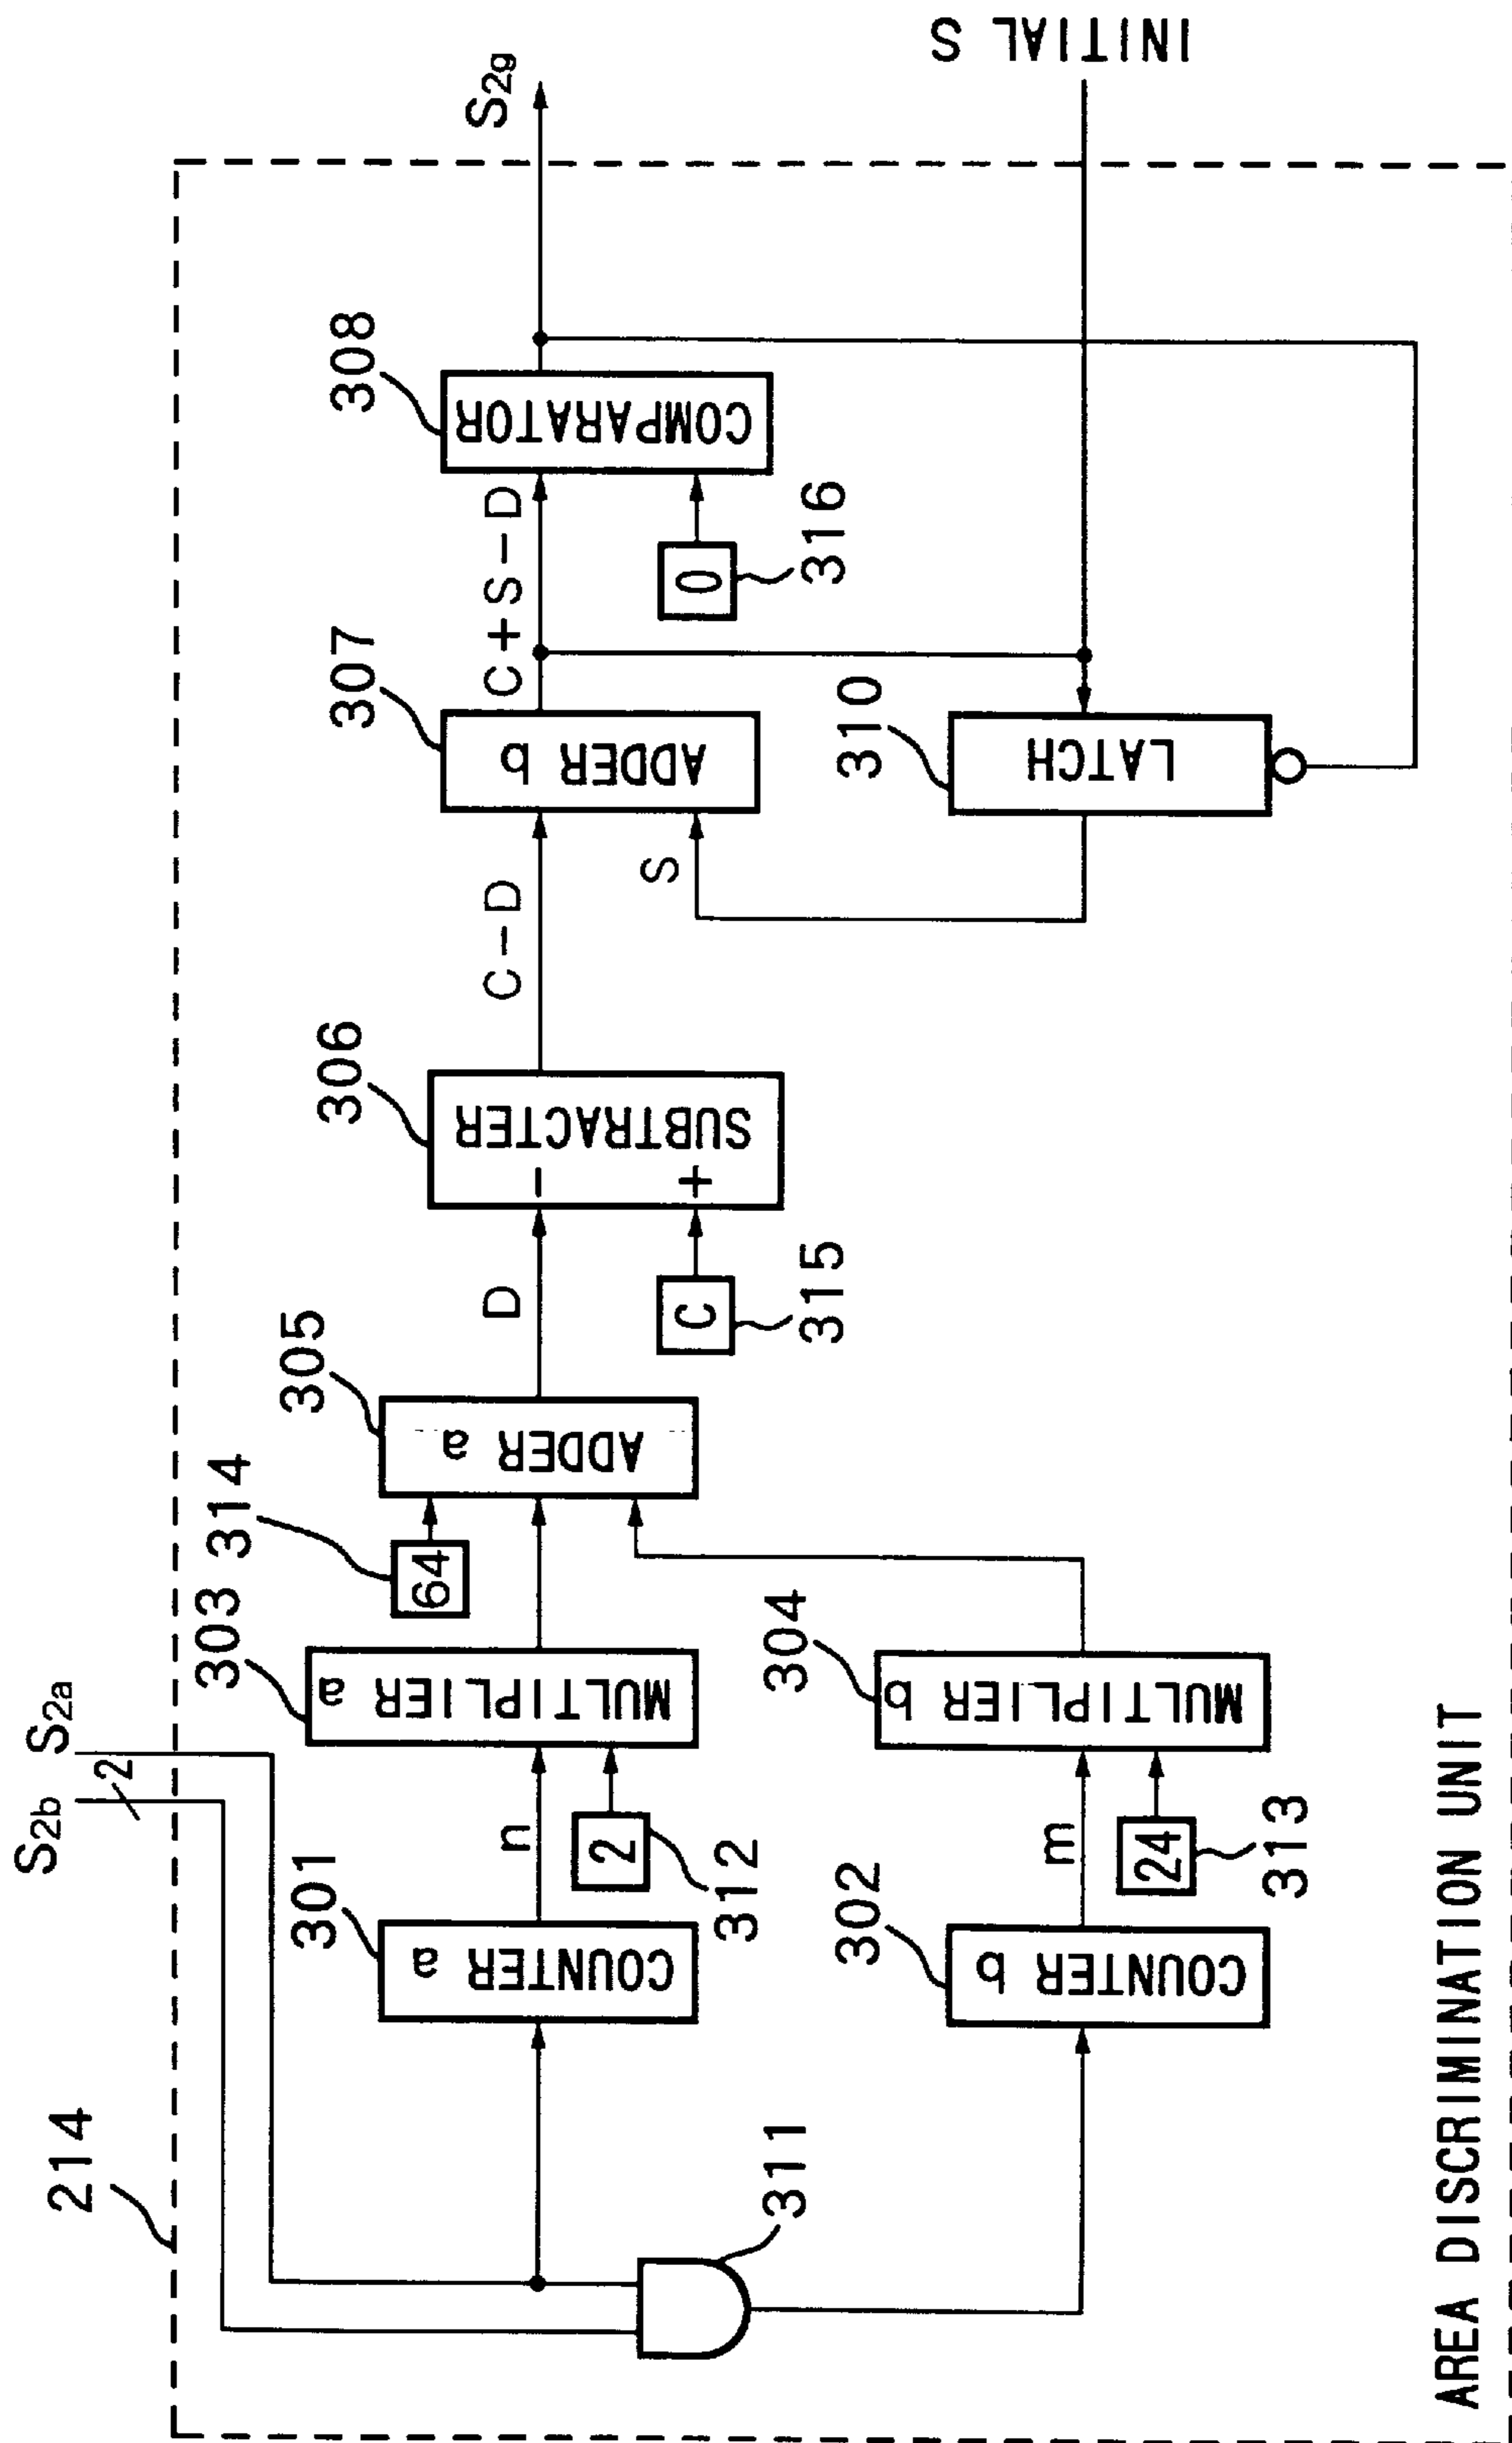 214
S2b
S2a
2
311
301
COUNTER a
n
2
312
303
MULTIPLIER a
314
64
305
ADDER a
D
C
315
306
SUBTRACTER
−
+
C−D
307
ADDER b
S
C+S−D
308
COMPARATOR
0
316
S2g
302
COUNTER b
m
24
313
304
MULTIPLIER b
310
LATCH
INITIAL S
AREA DISCRIMINATION UNIT